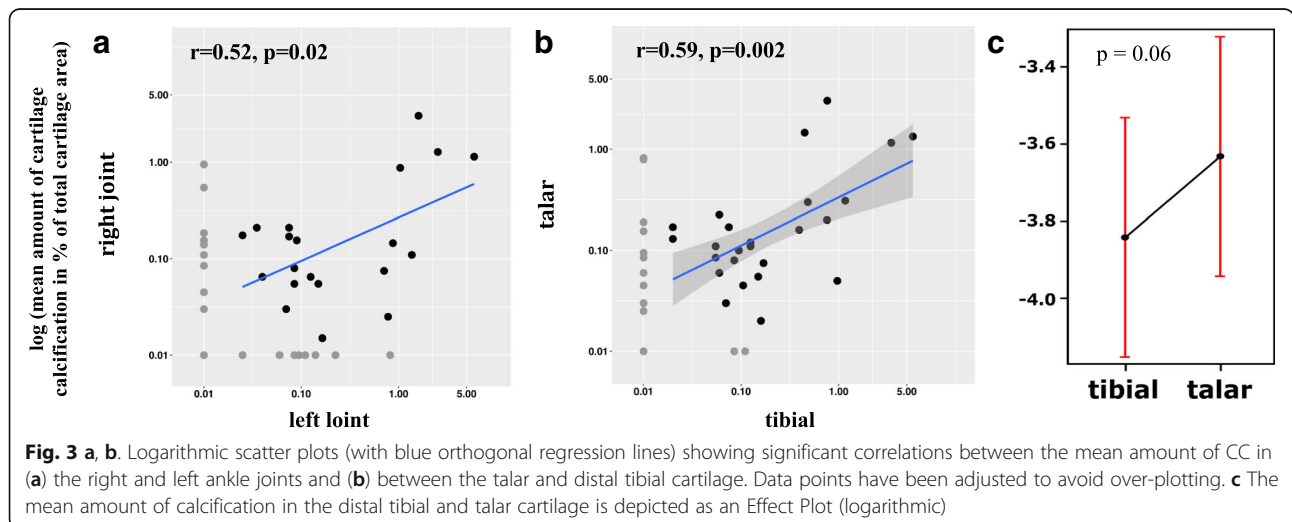 a
r=0.52, p=0.02
log (mean amount of cartilage
calcification in % of total cartilage area)
right joint
5.00
1.00
0.10
0.01
0.01 0.10 1.00 5.00
left loint
b
r=0.59, p=0.002
talar
5.00
1.00
0.10
0.01
0.01 0.10 1.00 5.00
tibial
c
p = 0.06
-3.4
-3.6
-3.8
-4.0
tibial talar
Fig. 3 a, b. Logarithmic scatter plots (with blue orthogonal regression lines) showing significant correlations between the mean amount of CC in
(a) the right and left ankle joints and (b) between the talar and distal tibial cartilage. Data points have been adjusted to avoid over-plotting. c The
mean amount of calcification in the distal tibial and talar cartilage is depicted as an Effect Plot (logarithmic)